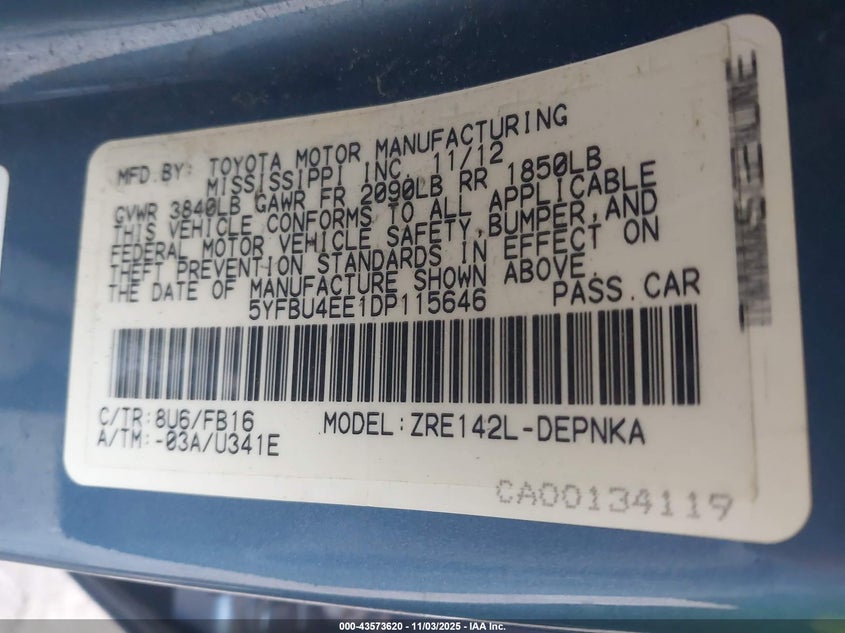 MFD. BY: TOYOTA MOTOR MANUFACTURING
MISSISSIPPI INC. 11/12
GVWR 3840LB GAWR FR 2090LB RR 1850LB
THIS VEHICLE CONFORMS TO ALL APPLICABLE
FEDERAL MOTOR VEHICLE SAFETY,BUMPER,AND
THEFT PREVENTION STANDARDS IN EFFECT ON
THE DATE OF MANUFACTURE SHOWN ABOVE.
5YFBU4EE1DP115646 PASS.CAR
C/TR:8U6/FB16 MODEL:ZRE142L-DEPNKA
A/TM:-03A/U341E
CA00134119
000-43573620 - 11/03/2025 - IAA Inc.